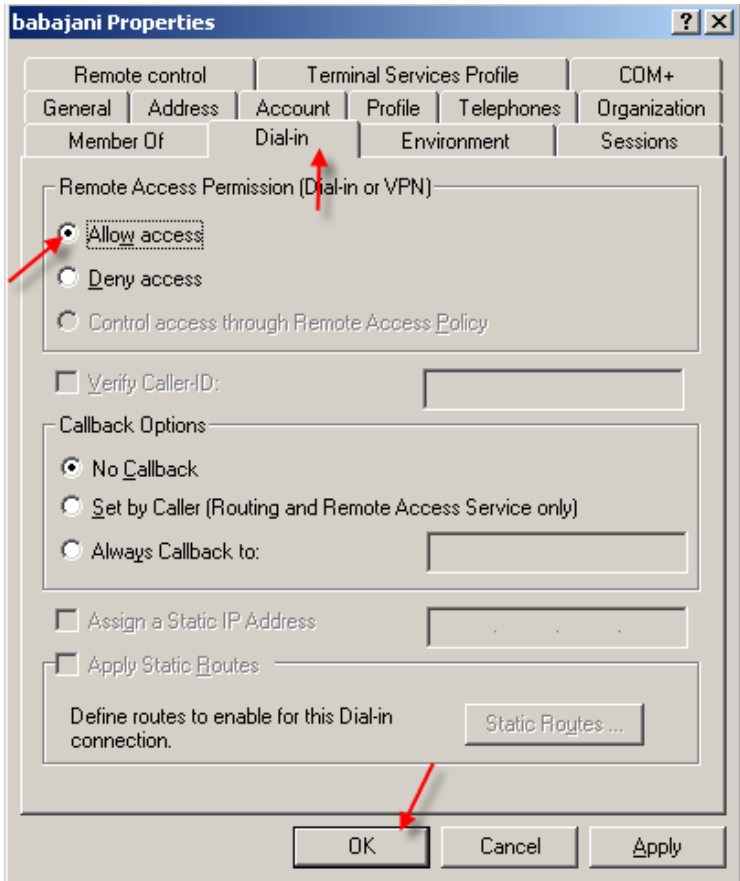 babajani Properties
Remote control Terminal Services Profile COM+
General Address Account Profile Telephones Organization
Member Of Dial-in Environment Sessions
Remote Access Permission (Dial-in or VPN)
Allow access
Deny access
Control access through Remote Access Policy
Verify Caller-ID:
Callback Options
No Callback
Set by Caller (Routing and Remote Access Service only)
Always Callback to:
Assign a Static IP Address
Apply Static Routes
Define routes to enable for this Dial-in
connection.
Static Routes ...
OK Cancel Apply